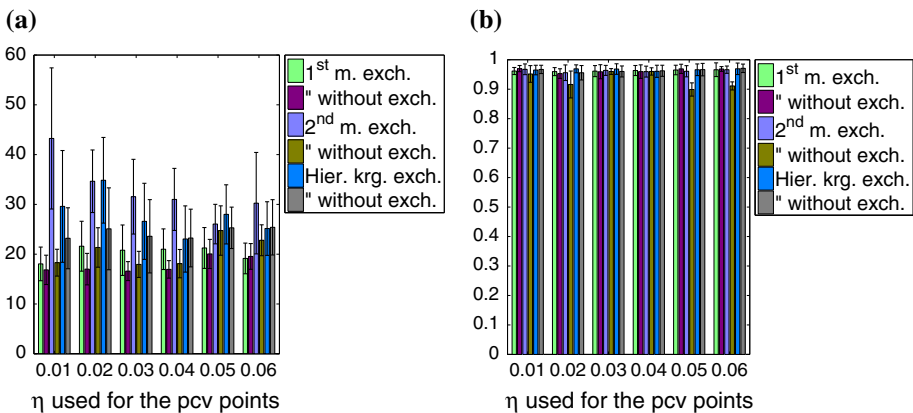 (a)
60
50
40
30
20
10
0
0.01 0.02 0.03 0.04 0.05 0.06
η used for the pcv points
1st m. exch.
" without exch.
2nd m. exch.
" without exch.
Hier. krg. exch.
" without exch.
(b)
1
0.9
0.8
0.7
0.6
0.5
0.4
0.3
0.2
0.1
0
0.01 0.02 0.03 0.04 0.05 0.06
η used for the pcv points
1st m. exch.
" without exch.
2nd m. exch.
" without exch.
Hier. krg. exch.
" without exch.